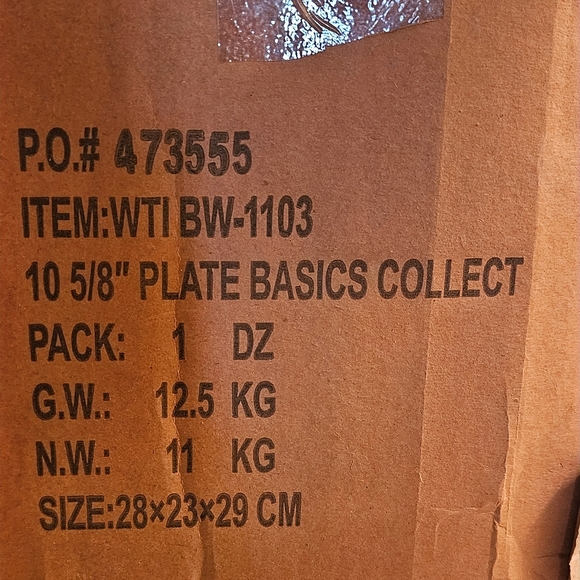 P.O.# 473555
ITEM:WTI BW-1103
10 5/8" PLATE BASICS COLLECT
PACK: 1 DZ
G.W.: 12.5 KG
N.W.: 11 KG
SIZE:28×23×29 CM